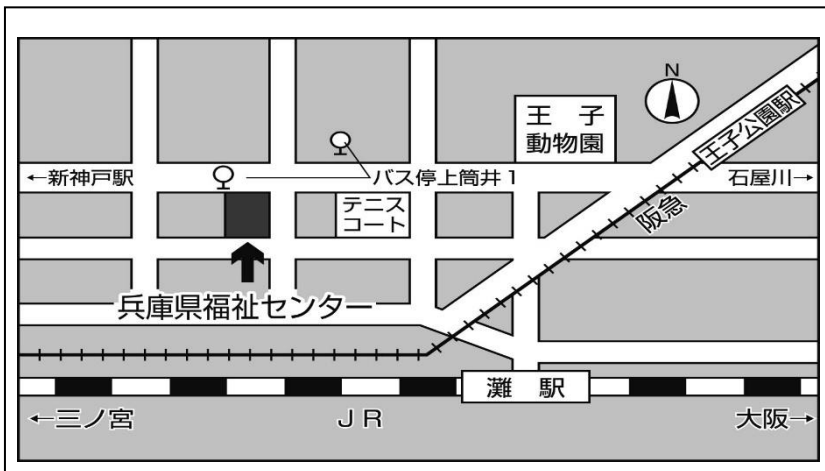 N
王子
動物園
王子公園駅
←新神戸駅
バス停上筒井1
石屋川→
テニス
コート
阪急
兵庫県福祉センター
灘駅
←三ノ宮
JR
大阪→